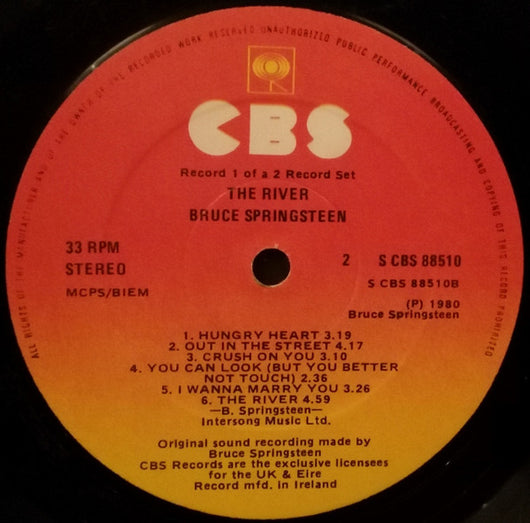 ALL RIGHTS OF THE MANUFACTURER AND OF THE OWNER OF THE RECORDED WORK RESERVED UNAUTHORIZED PUBLIC PERFORMANCE BROADCASTING AND COPYING OF THIS RECORD PROHIBITED
CBS
Record 1 of a 2 Record Set
THE RIVER
BRUCE SPRINGSTEEN
33 RPM
STEREO
MCPS/BIEM
2 S CBS 88510
S CBS 88510B
(P) 1980
Bruce Springsteen
1. HUNGRY HEART 3.19
2. OUT IN THE STREET 4.17
3. CRUSH ON YOU 3.10
4. YOU CAN LOOK (BUT YOU BETTER
NOT TOUCH) 2.36
5. I WANNA MARRY YOU 3.26
6. THE RIVER 4.59
—B. Springsteen—
Intersong Music Ltd.
Original sound recording made by
Bruce Springsteen
CBS Records are the exclusive licensees
for the UK & Eire
Record mfd. in Ireland